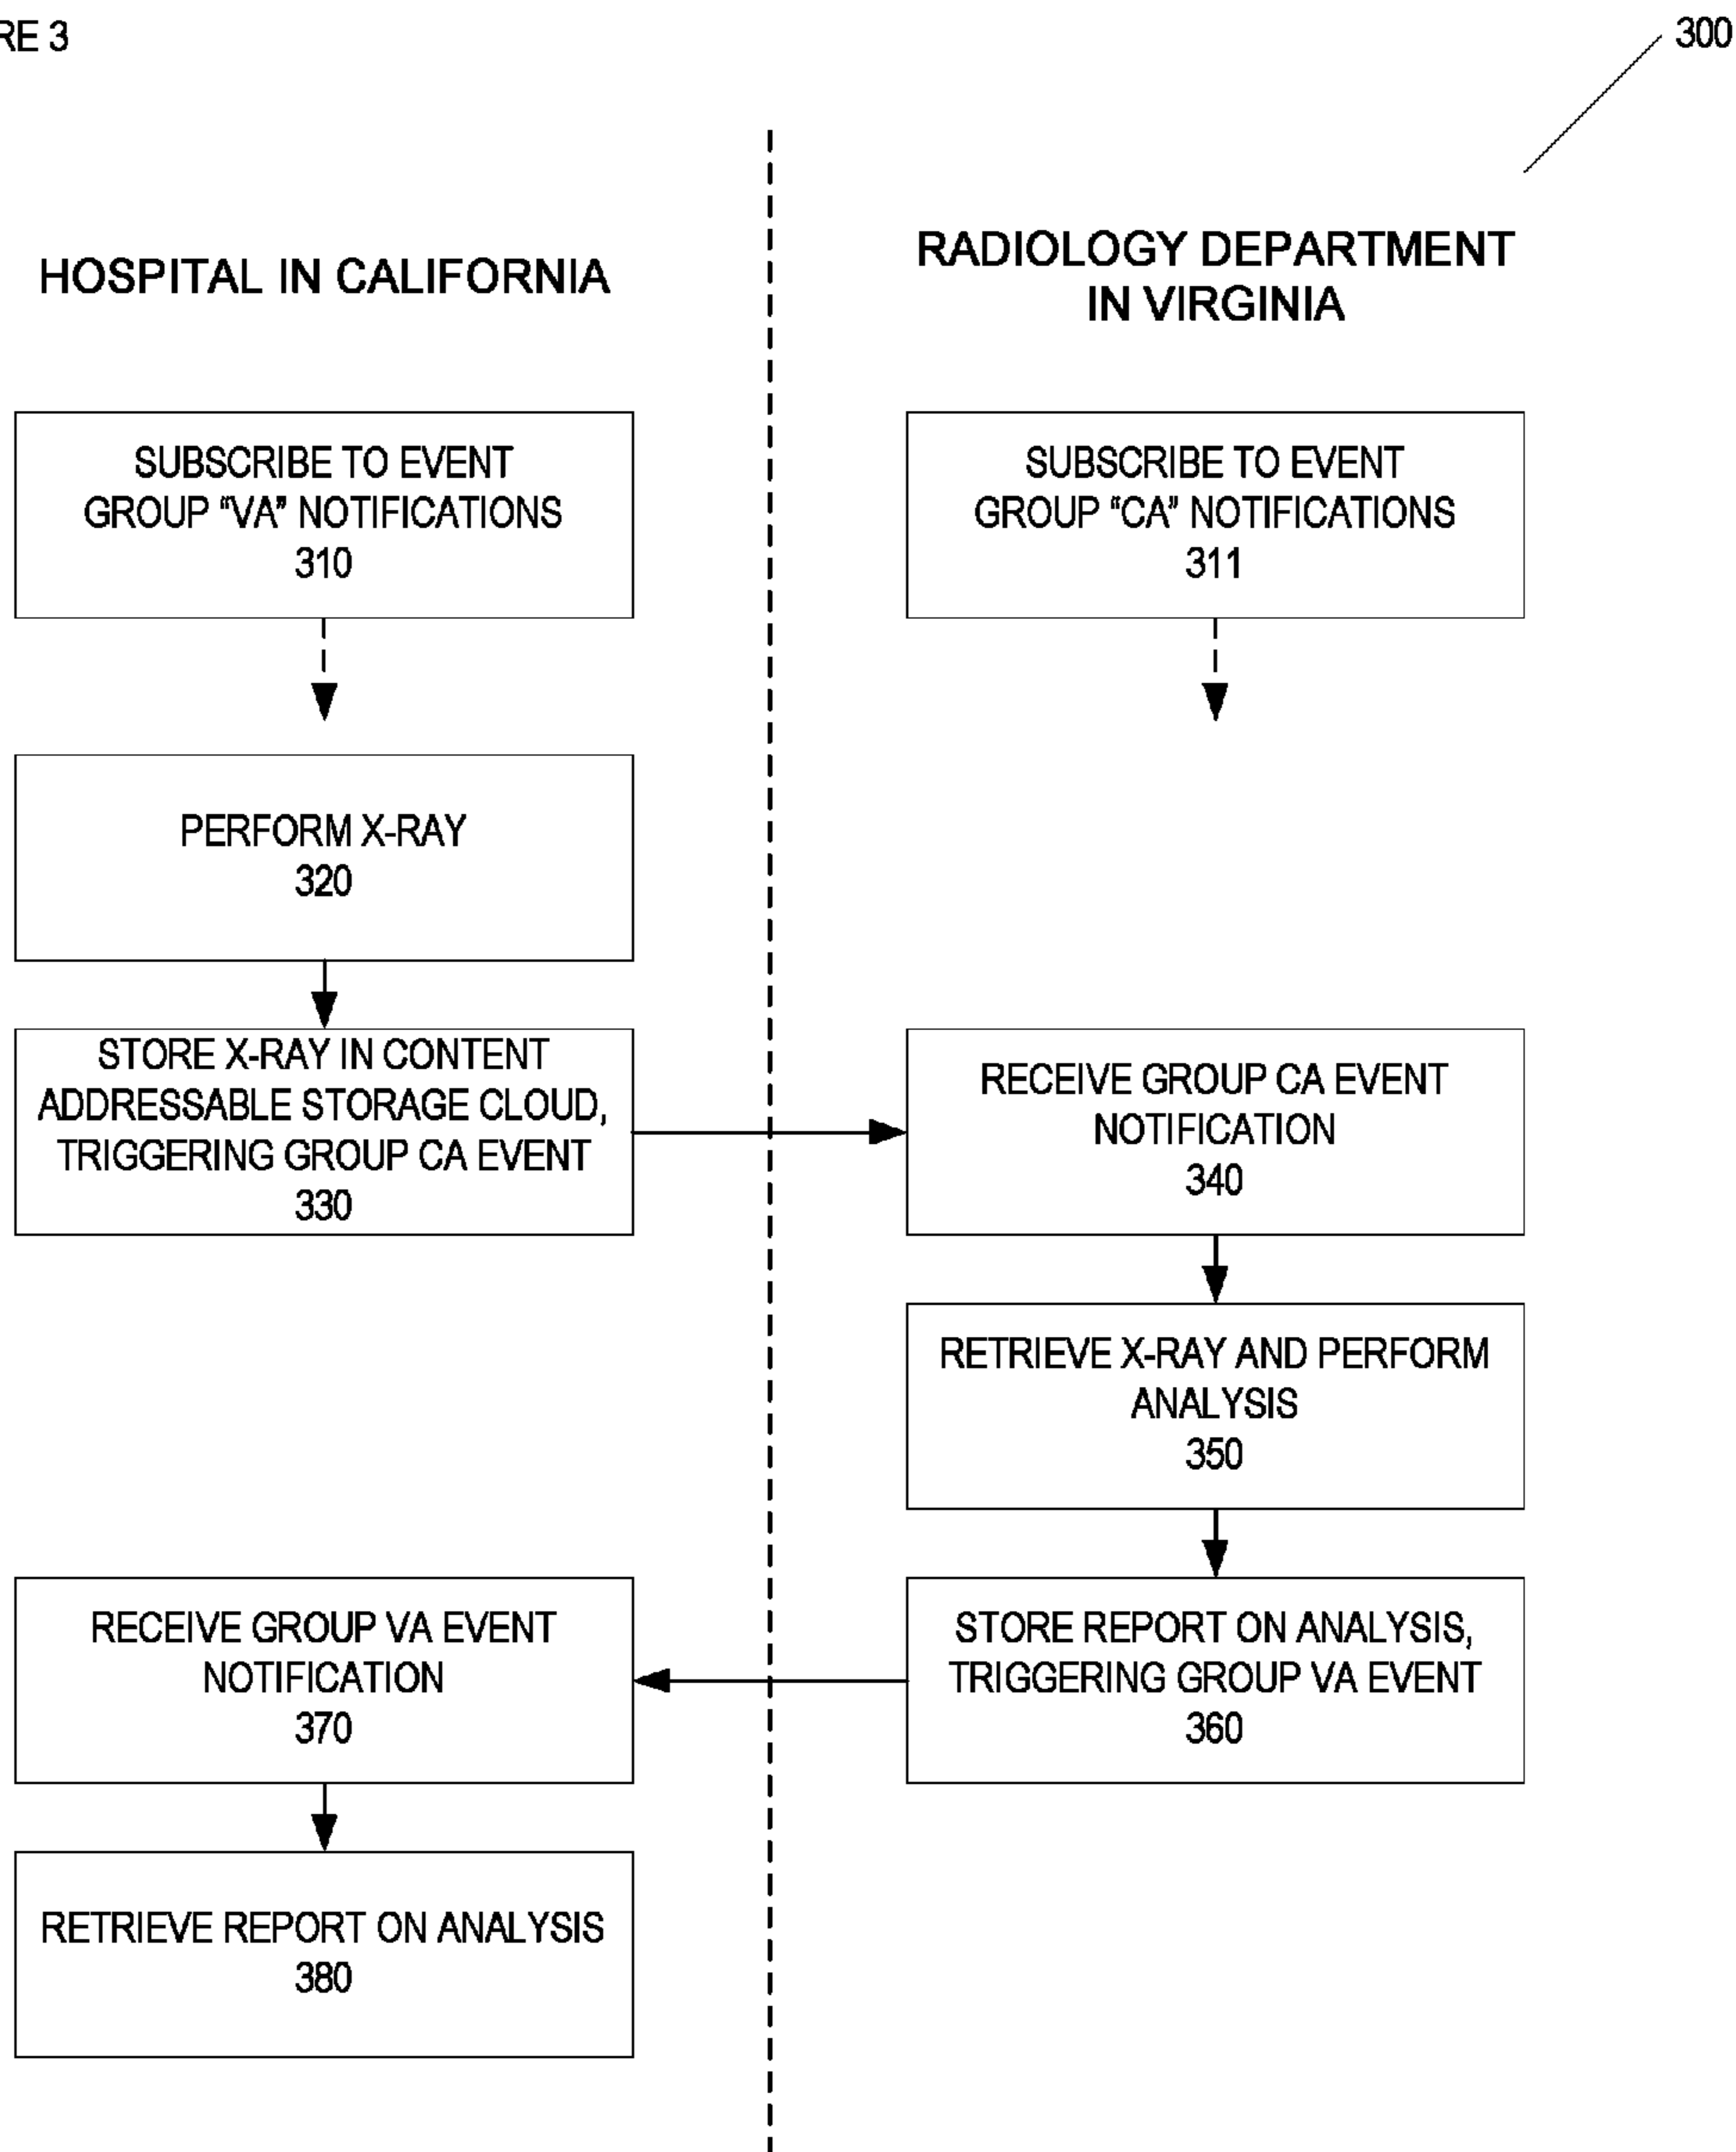 RE 3
300
HOSPITAL IN CALIFORNIA
RADIOLOGY DEPARTMENT
IN VIRGINIA
SUBSCRIBE TO EVENT
GROUP “VA” NOTIFICATIONS
310
SUBSCRIBE TO EVENT
GROUP “CA” NOTIFICATIONS
311
PERFORM X-RAY
320
STORE X-RAY IN CONTENT
ADDRESSABLE STORAGE CLOUD,
TRIGGERING GROUP CA EVENT
330
RECEIVE GROUP CA EVENT
NOTIFICATION
340
RETRIEVE X-RAY AND PERFORM
ANALYSIS
350
STORE REPORT ON ANALYSIS,
TRIGGERING GROUP VA EVENT
360
RECEIVE GROUP VA EVENT
NOTIFICATION
370
RETRIEVE REPORT ON ANALYSIS
380